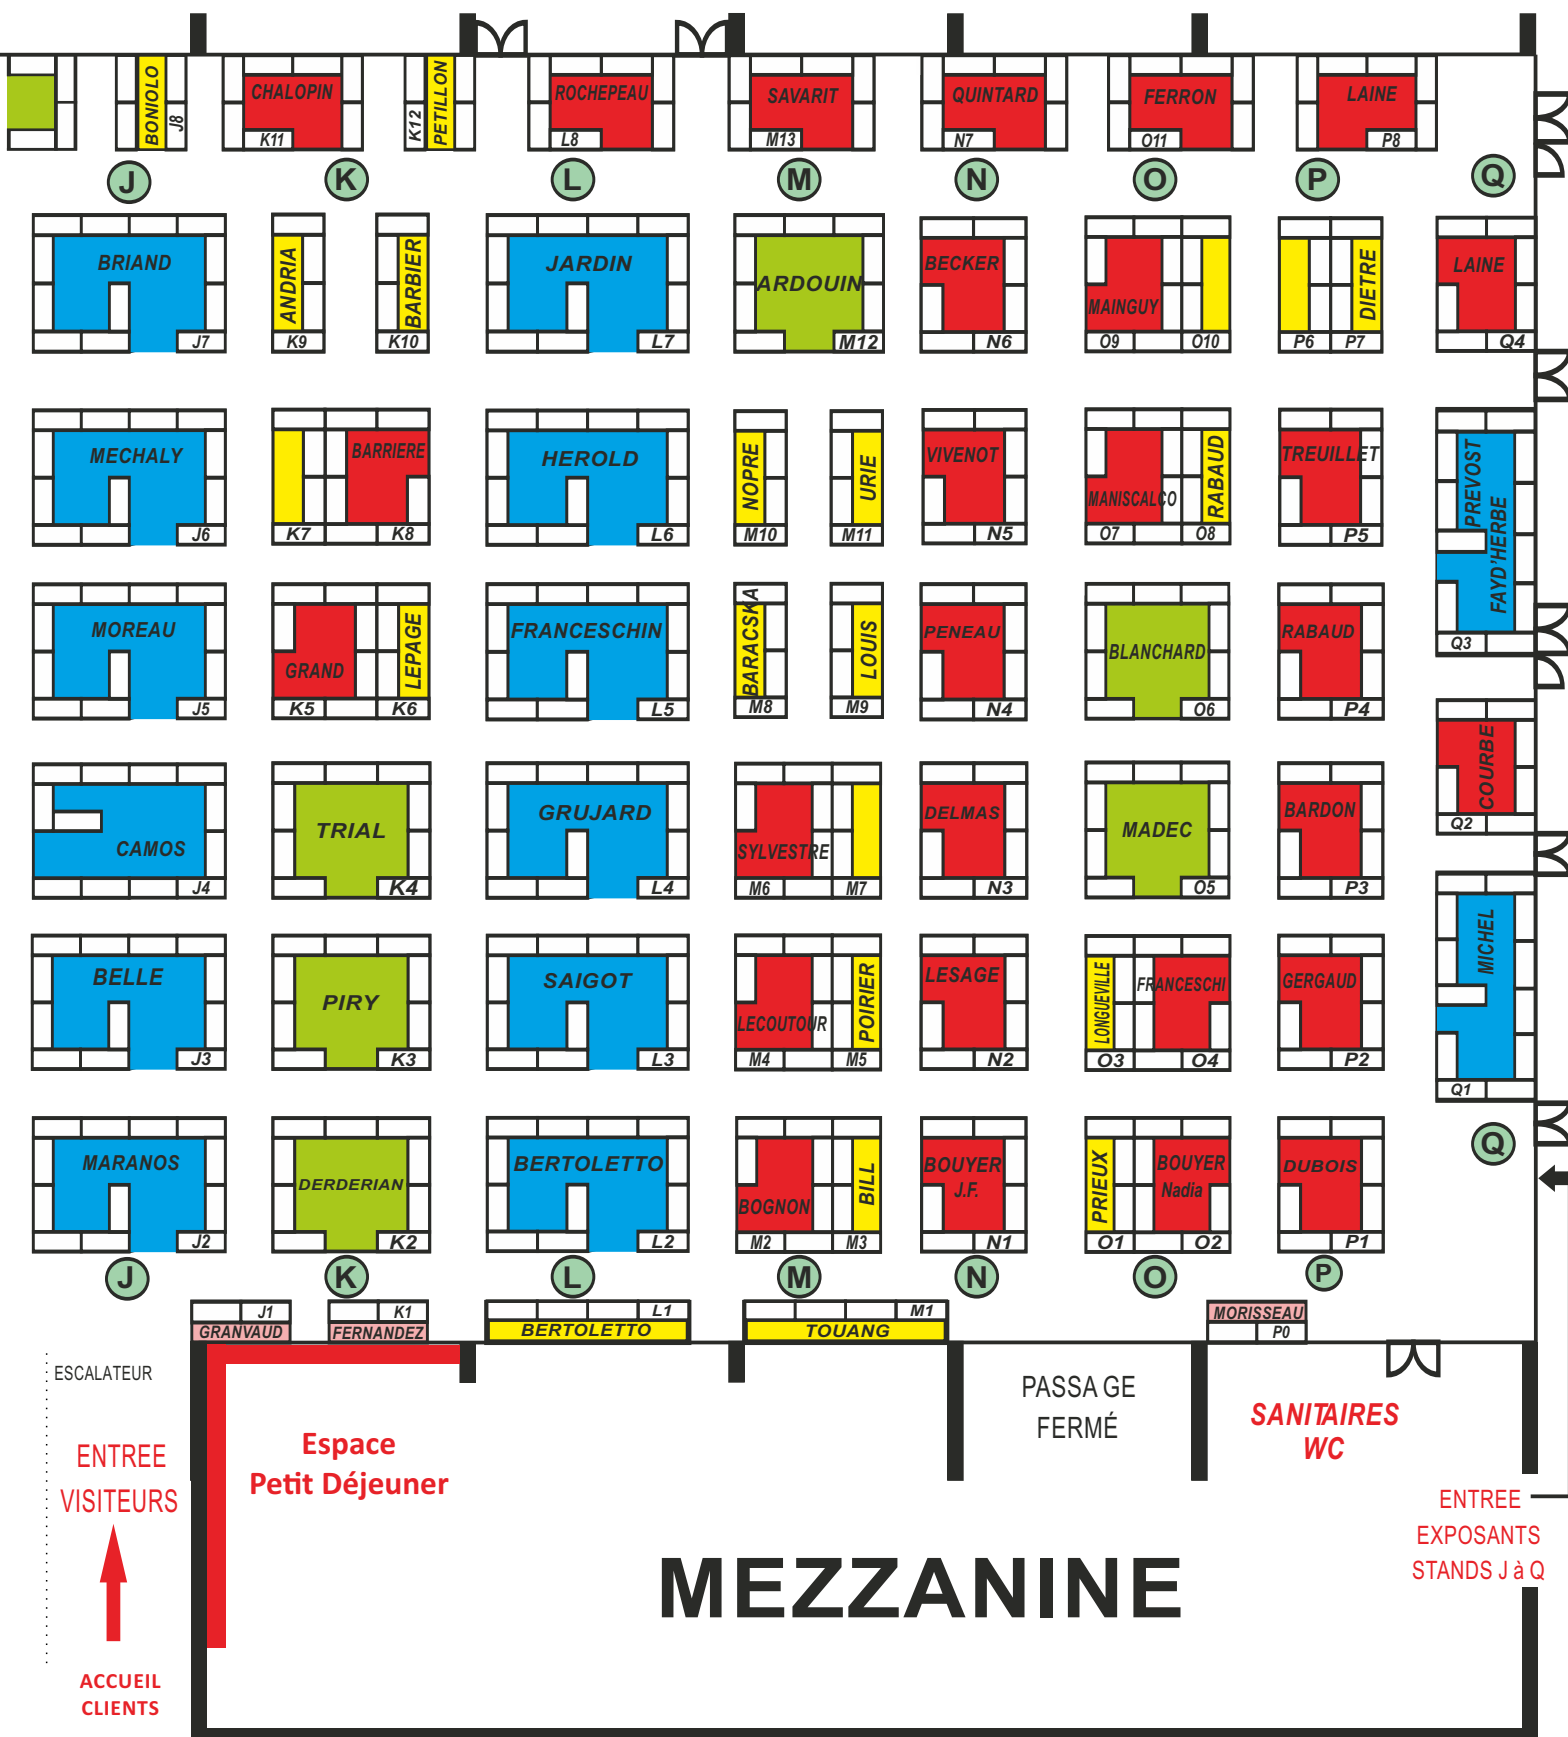 BONIOLO
J8
CHALOPIN
K11
K12
PETILLON
ROCHEPEAU
L8
SAVARIT
M13
QUINTARD
N7
FERRON
O11
LAINE
P8
J
K
L
M
N
O
P
Q
BRIAND
J7
ANDRIA
K9
BARBIER
K10
JARDIN
L7
ARDOUIN
M12
BECKER
N6
MAINGUY
O9
O10
P6
DIETRE
P7
LAINE
Q4
MECHALY
J6
K7
BARRIERE
K8
HEROLD
L6
NOPRE
M10
URIE
M11
VIVENOT
N5
MANISCALCO
O7
RABAUD
O8
TREUILLET
P5
PREVOST
FAYD'HERBE
Q3
MOREAU
J5
GRAND
K5
LEPAGE
K6
FRANCESCHIN
L5
BARACSKA
M8
LOUIS
M9
PENEAU
N4
BLANCHARD
O6
RABAUD
P4
COURBE
Q2
CAMOS
J4
TRIAL
K4
GRUJARD
L4
SYLVESTRE
M6
M7
DELMAS
N3
MADEC
O5
BARDON
P3
MICHEL
Q1
BELLE
J3
PIRY
K3
SAIGOT
L3
LECOUTOUR
M4
POIRIER
M5
LESAGE
N2
LONGUEVILLE
O3
FRANCESCHI
O4
GERGAUD
P2
MARANOS
J2
DERDERIAN
K2
BERTOLETTO
L2
BOGNON
M2
BILL
M3
BOUYER
J.F.
N1
PRIEUX
O1
BOUYER
Nadia
O2
DUBOIS
P1
Q
J
K
L
M
N
O
P
J1
GRANVAUD
K1
FERNANDEZ
L1
BERTOLETTO
M1
TOUANG
MORISSEAU
P0
ESCALATEUR
ENTREE
VISITEURS
ACCUEIL
CLIENTS
Espace
Petit Déjeuner
PASSA GE
FERMÉ
SANITAIRES
WC
ENTREE
EXPOSANTS
STANDS J à Q
MEZZANINE